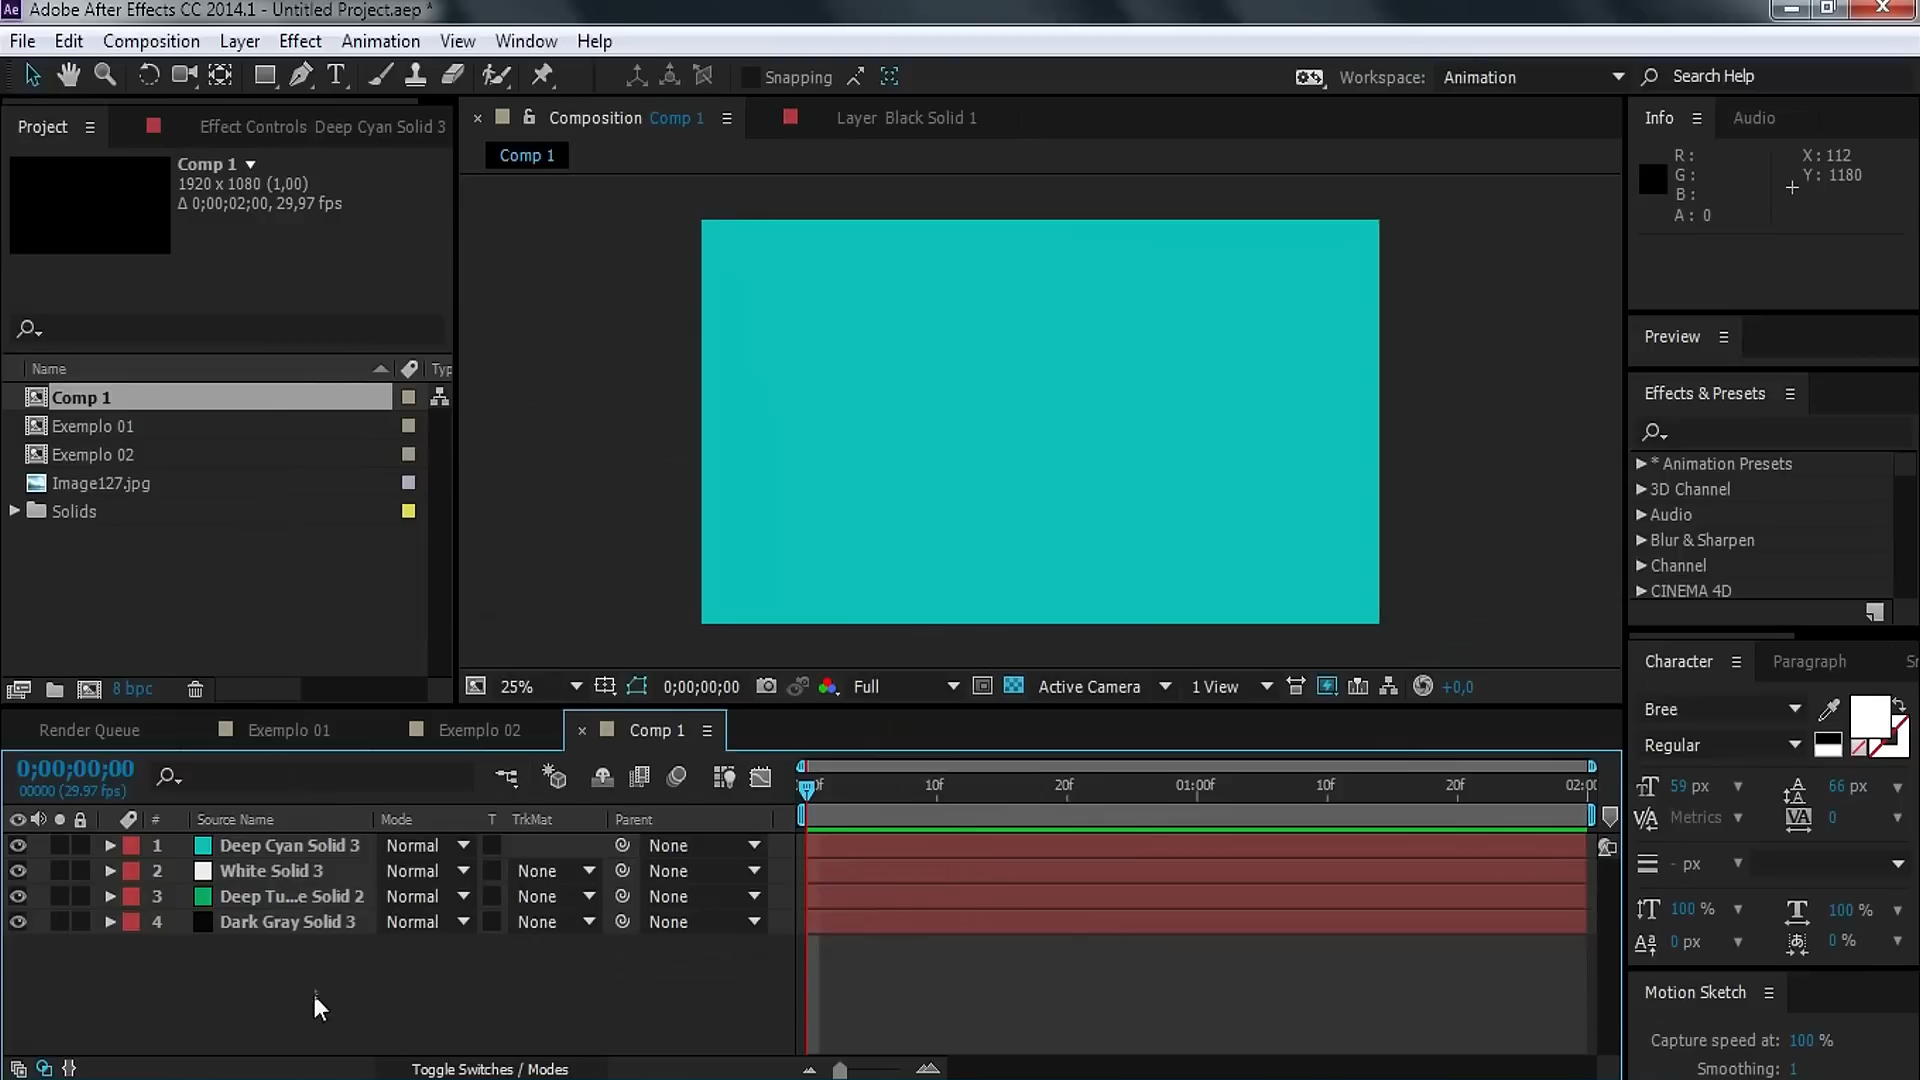 Ae Adobe After Effects CC 2014.1 - Untitled Project.aep *
File Edit Composition Layer Effect Animation View Window Help
Snapping
Workspace: Animation
Search Help
Project
Effect Controls Deep Cyan Solid 3
Comp 1
1920 x 1080 (1,00)
Δ 0;00;02;00, 29,97 fps
Name
Typ
Comp 1
Exemplo 01
Exemplo 02
Image127.jpg
Solids
8 bpc
Composition Comp 1
Layer Black Solid 1
Comp 1
25%
0;00;00;00
Full
Active Camera
1 View
+0,0
Info
Audio
R :
G :
B :
A : 0
X : 112
Y : 1180
Preview
Effects & Presets
* Animation Presets
3D Channel
Audio
Blur & Sharpen
Channel
CINEMA 4D
Character
Paragraph
Bree
Regular
59 px
66 px
Metrics
0
- px
100 %
100 %
0 px
0 %
Motion Sketch
Capture speed at: 100 %
Smoothing: 1
Render Queue
Exemplo 01
Exemplo 02
Comp 1
0;00;00;00
00000 (29.97 fps)
10f 20f 01:00f 10f 20f 02:00
# Source Name Mode T TrkMat Parent
1 Deep Cyan Solid 3 Normal None
2 White Solid 3 Normal None None
3 Deep Tu...e Solid 2 Normal None None
4 Dark Gray Solid 3 Normal None None
Toggle Switches / Modes